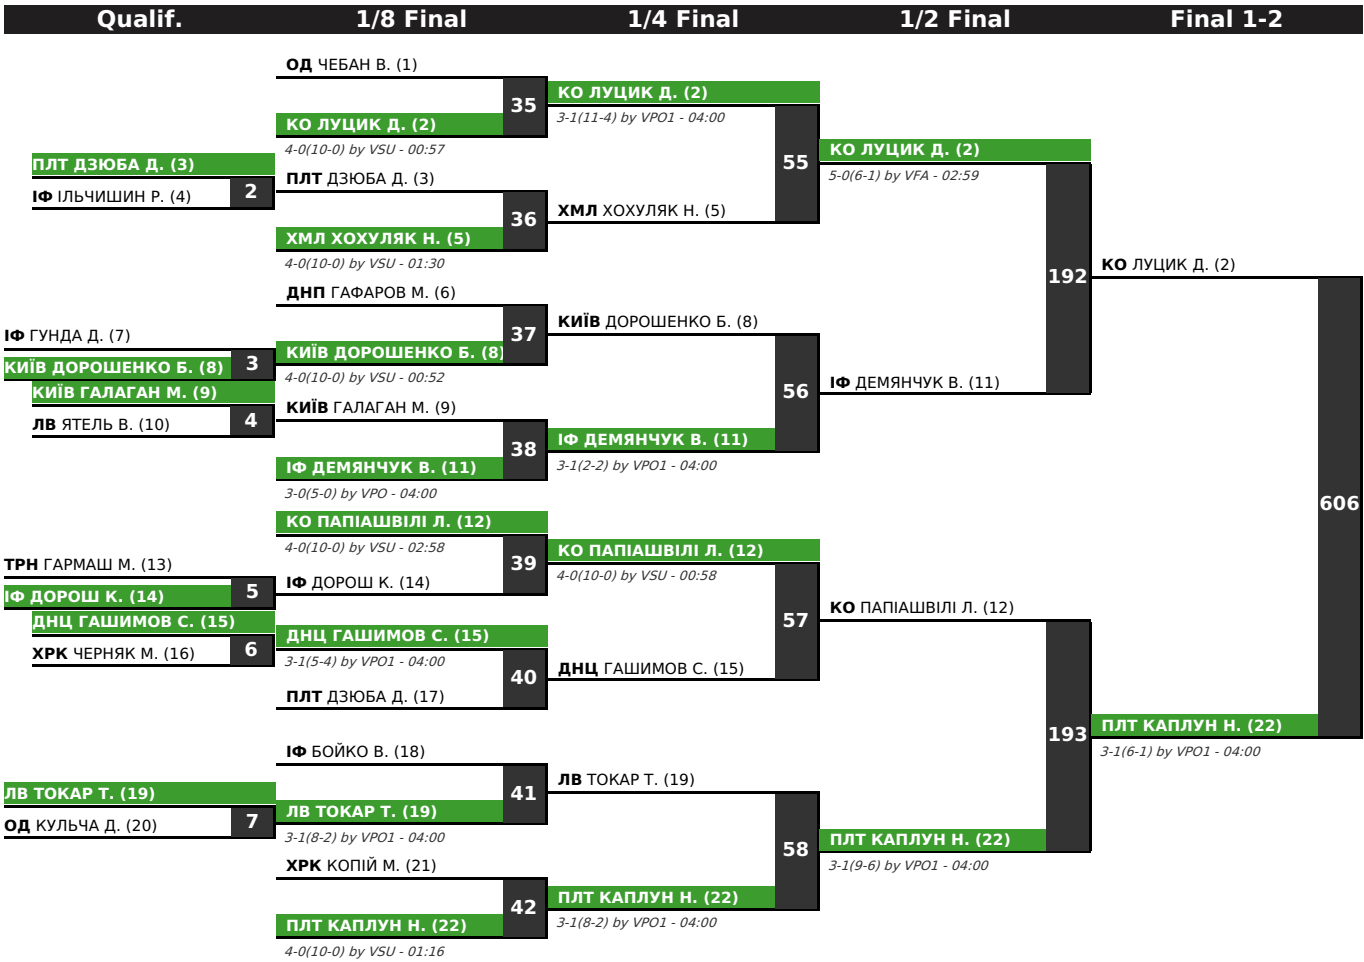 Qualif.
1/8 Final
1/4 Final
1/2 Final
Final 1-2
ПЛТ ДЗЮБА Д. (3)
ІФ ІЛЬЧИШИН Р. (4)
2
ІФ ГУНДА Д. (7)
КИЇВ ДОРОШЕНКО Б. (8)
3
КИЇВ ГАЛАГАН М. (9)
ЛВ ЯТЕЛЬ В. (10)
4
ТРН ГАРМАШ М. (13)
ІФ ДОРОШ К. (14)
5
ДНЦ ГАШИМОВ С. (15)
ХРК ЧЕРНЯК М. (16)
6
ЛВ ТОКАР Т. (19)
ОД КУЛЬЧА Д. (20)
7
ОД ЧЕБАН В. (1)
35
КО ЛУЦИК Д. (2)
4-0(10-0) by VSU - 00:57
ПЛТ ДЗЮБА Д. (3)
36
ХМЛ ХОХУЛЯК Н. (5)
4-0(10-0) by VSU - 01:30
ДНП ГАФАРОВ М. (6)
37
КИЇВ ДОРОШЕНКО Б. (8)
4-0(10-0) by VSU - 00:52
КИЇВ ГАЛАГАН М. (9)
38
ІФ ДЕМЯНЧУК В. (11)
3-0(5-0) by VPO - 04:00
КО ПАПІАШВІЛІ Л. (12)
4-0(10-0) by VSU - 02:58
39
ІФ ДОРОШ К. (14)
ДНЦ ГАШИМОВ С. (15)
3-1(5-4) by VPO1 - 04:00
40
ПЛТ ДЗЮБА Д. (17)
ІФ БОЙКО В. (18)
41
ЛВ ТОКАР Т. (19)
3-1(8-2) by VPO1 - 04:00
ХРК КОПІЙ М. (21)
42
ПЛТ КАПЛУН Н. (22)
4-0(10-0) by VSU - 01:16
КО ЛУЦИК Д. (2)
3-1(11-4) by VPO1 - 04:00
55
ХМЛ ХОХУЛЯК Н. (5)
КИЇВ ДОРОШЕНКО Б. (8)
56
ІФ ДЕМЯНЧУК В. (11)
3-1(2-2) by VPO1 - 04:00
КО ПАПІАШВІЛІ Л. (12)
4-0(10-0) by VSU - 00:58
57
ДНЦ ГАШИМОВ С. (15)
ЛВ ТОКАР Т. (19)
58
ПЛТ КАПЛУН Н. (22)
3-1(8-2) by VPO1 - 04:00
КО ЛУЦИК Д. (2)
5-0(6-1) by VFA - 02:59
192
ІФ ДЕМЯНЧУК В. (11)
КО ПАПІАШВІЛІ Л. (12)
193
ПЛТ КАПЛУН Н. (22)
3-1(9-6) by VPO1 - 04:00
КО ЛУЦИК Д. (2)
606
ПЛТ КАПЛУН Н. (22)
3-1(6-1) by VPO1 - 04:00